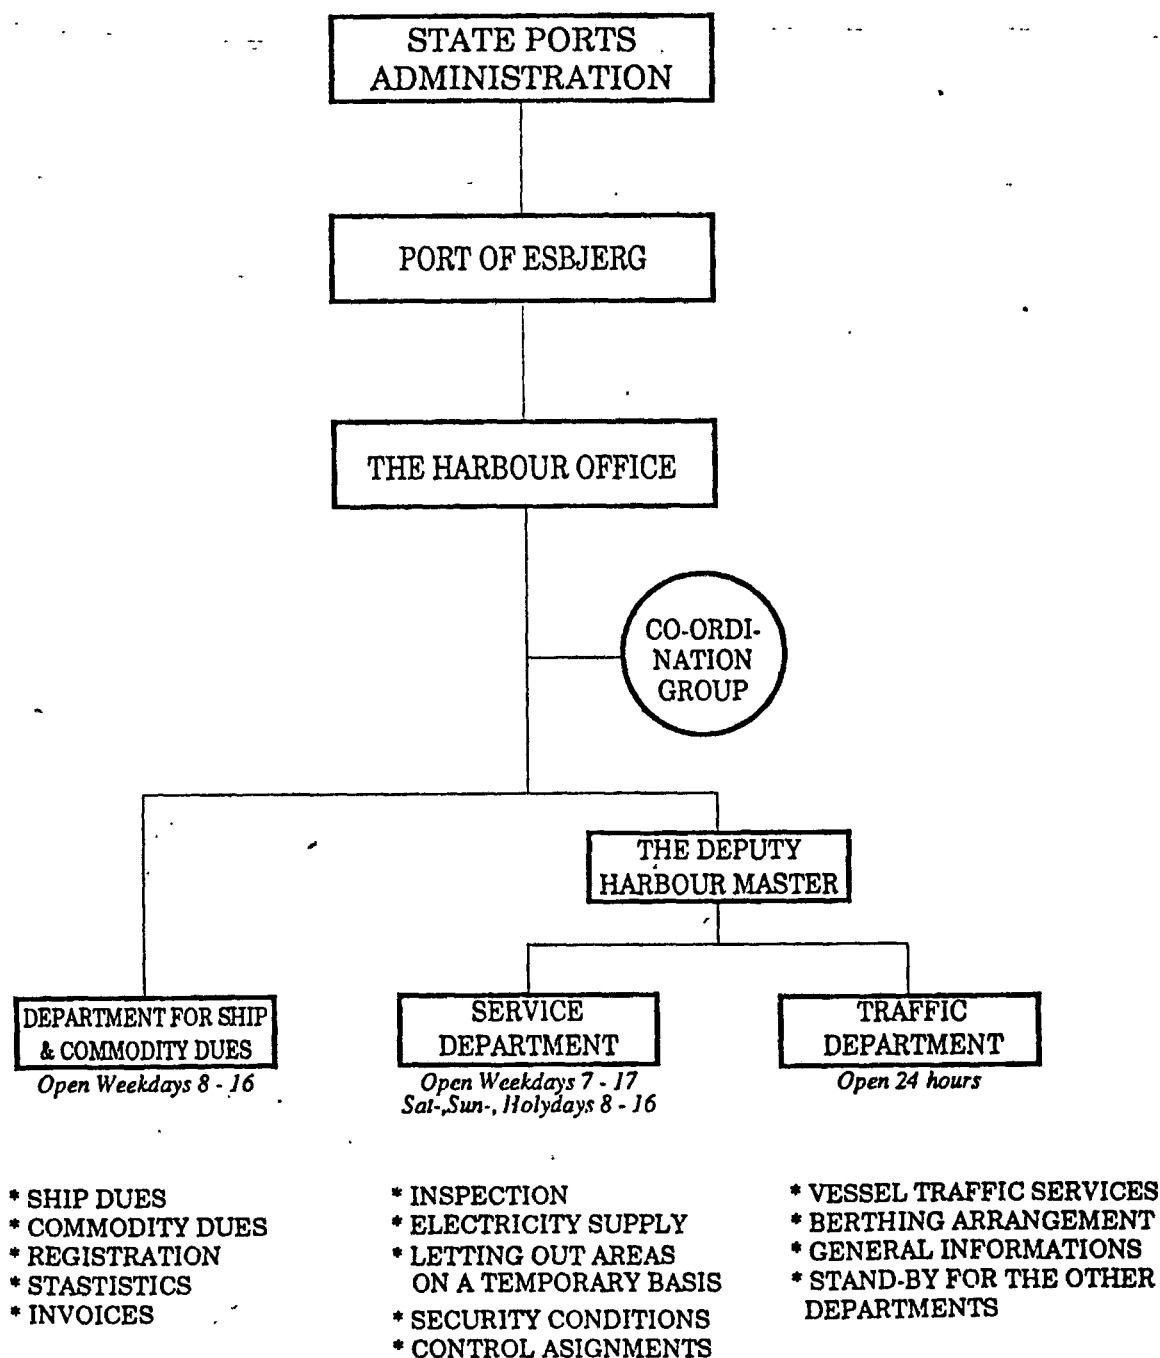 STATE PORTS
ADMINISTRATION
PORT OF ESBJERG
THE HARBOUR OFFICE
CO-ORDI-
NATION
GROUP
THE DEPUTY
HARBOUR MASTER
DEPARTMENT FOR SHIP
& COMMODITY DUES
Open Weekdays 8 - 16
SERVICE
DEPARTMENT
Open Weekdays 7 - 17
Sat-,Sun-, Holydays 8 - 16
TRAFFIC
DEPARTMENT
Open 24 hours
* SHIP DUES
* COMMODITY DUES
* REGISTRATION
* STASTISTICS
* INVOICES
* INSPECTION
* ELECTRICITY SUPPLY
* LETTING OUT AREAS
ON A TEMPORARY BASIS
* SECURITY CONDITIONS
* CONTROL ASIGNMENTS
* VESSEL TRAFFIC SERVICES
* BERTHING ARRANGEMENT
* GENERAL INFORMATIONS
* STAND-BY FOR THE OTHER
DEPARTMENTS